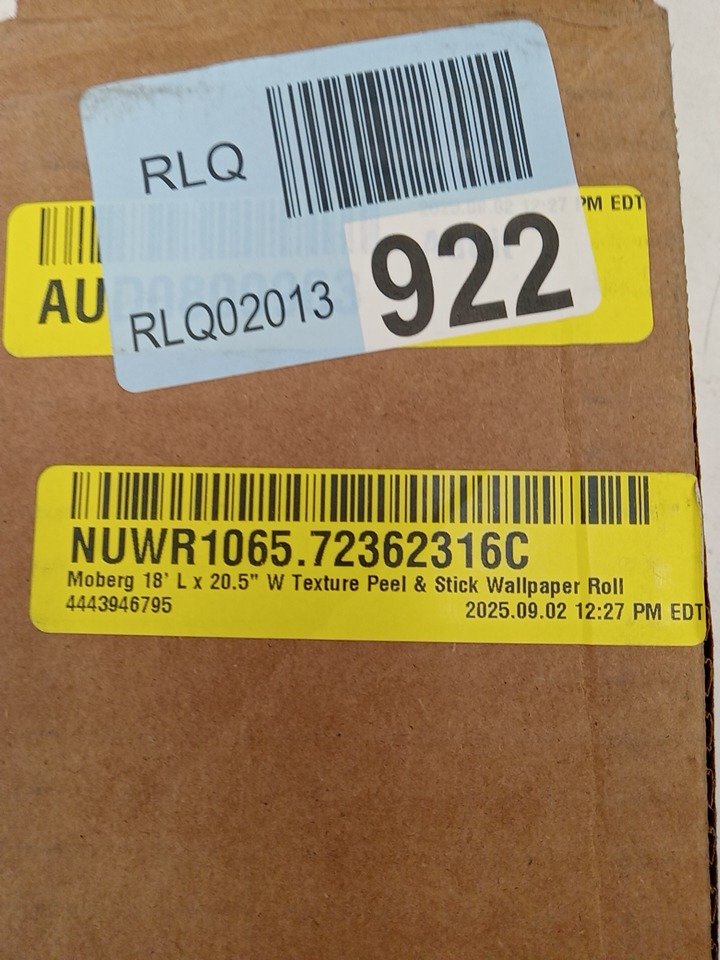 RLQ
RLQ02013
922
PM EDT
AU
NUWR1065.72362316C
Moberg 18' L x 20.5" W Texture Peel & Stick Wallpaper Roll
4443946795
2025.09.02 12:27 PM EDT